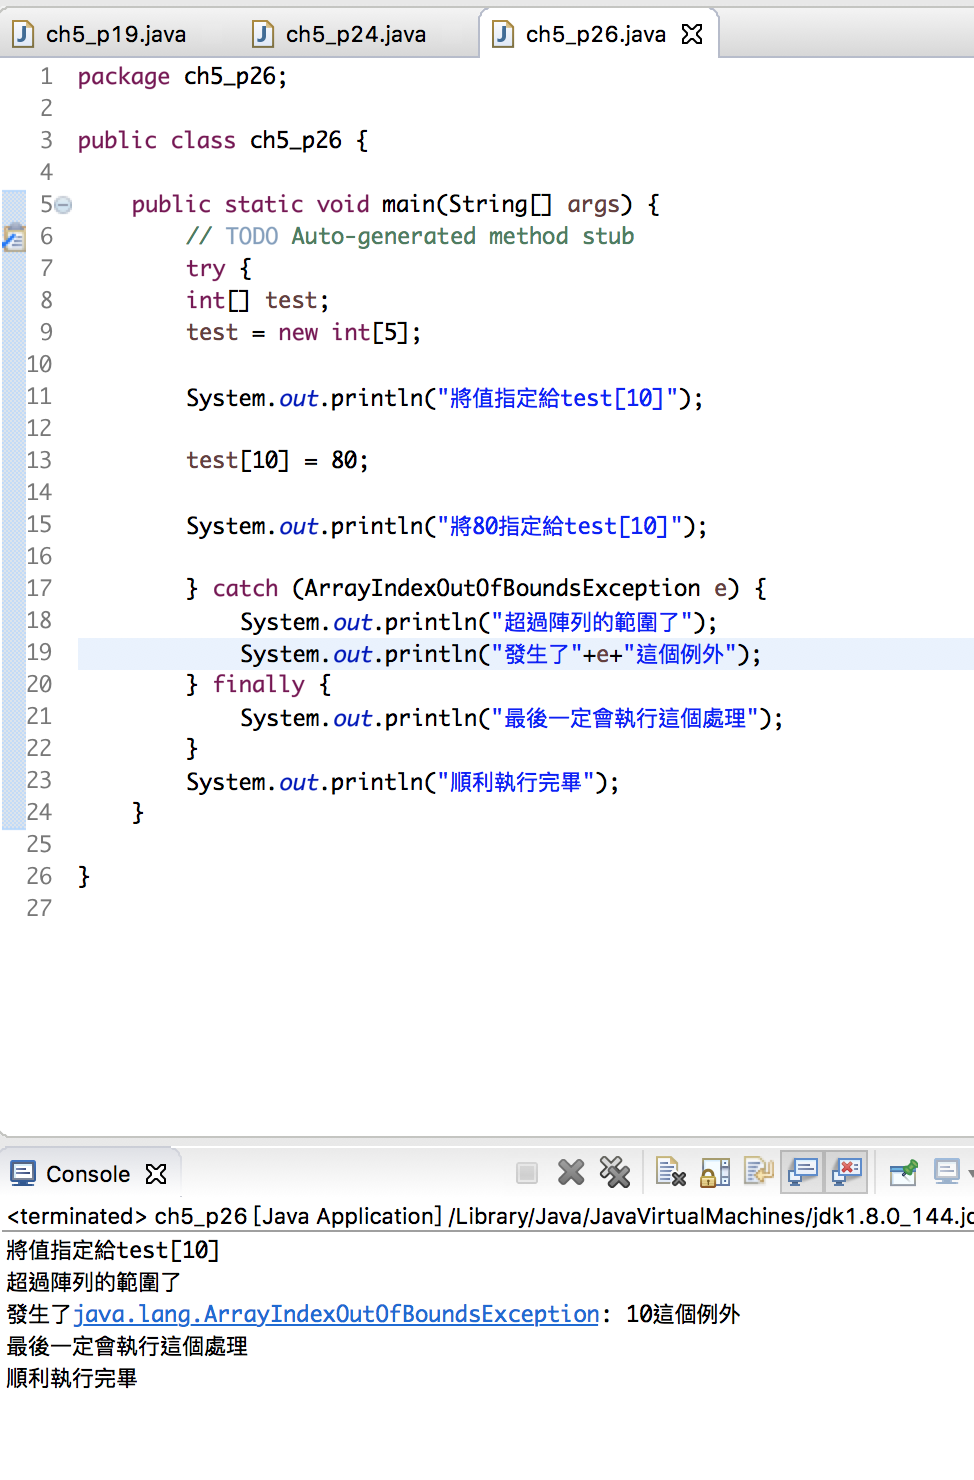 ch5_p19.java ch5_p24.java ch5_p26.java
1 package ch5_p26;
2
3 public class ch5_p26 {
4
5 public static void main(String[] args) {
6 // TODO Auto-generated method stub
7 try {
8 int[] test;
9 test = new int[5];
10
11 System.out.println("將值指定給test[10]");
12
13 test[10] = 80;
14
15 System.out.println("將80指定給test[10]");
16
17 } catch (ArrayIndexOutOfBoundsException e) {
18 System.out.println("超過陣列的範圍了");
19 System.out.println("發生了"+e+"這個例外");
20 } finally {
21 System.out.println("最後一定會執行這個處理");
22 }
23 System.out.println("順利執行完畢");
24 }
25
26 }
27
Console
<terminated> ch5_p26 [Java Application] /Library/Java/JavaVirtualMachines/jdk1.8.0_144.jd
將值指定給test[10]
超過陣列的範圍了
發生了java.lang.ArrayIndexOutOfBoundsException: 10這個例外
最後一定會執行這個處理
順利執行完畢